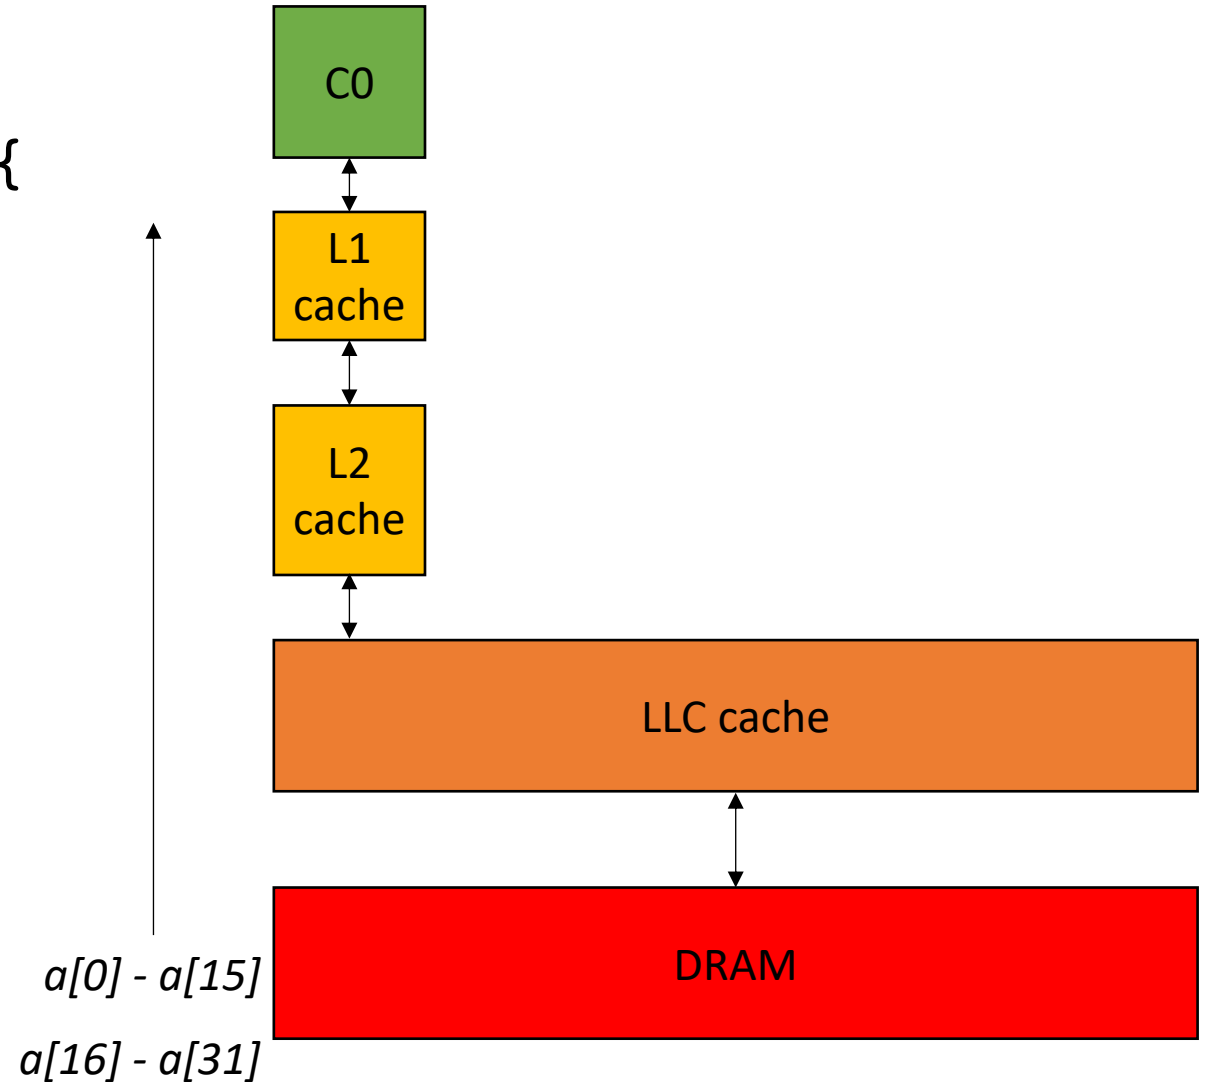 C0
{
L1
cache
L2
cache
LLC cache
DRAM
a[0] - a[15]
a[16] - a[31]